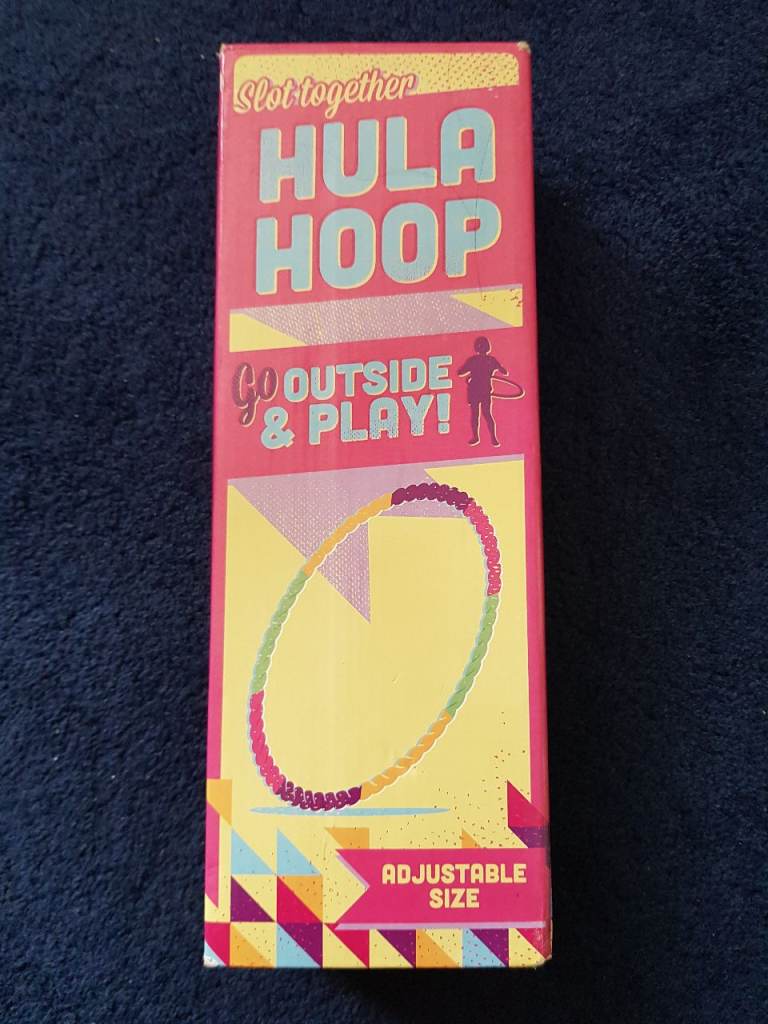 Slot together
HULA
HOOP
GO OUTSIDE
& PLAY!
ADJUSTABLE
SIZE